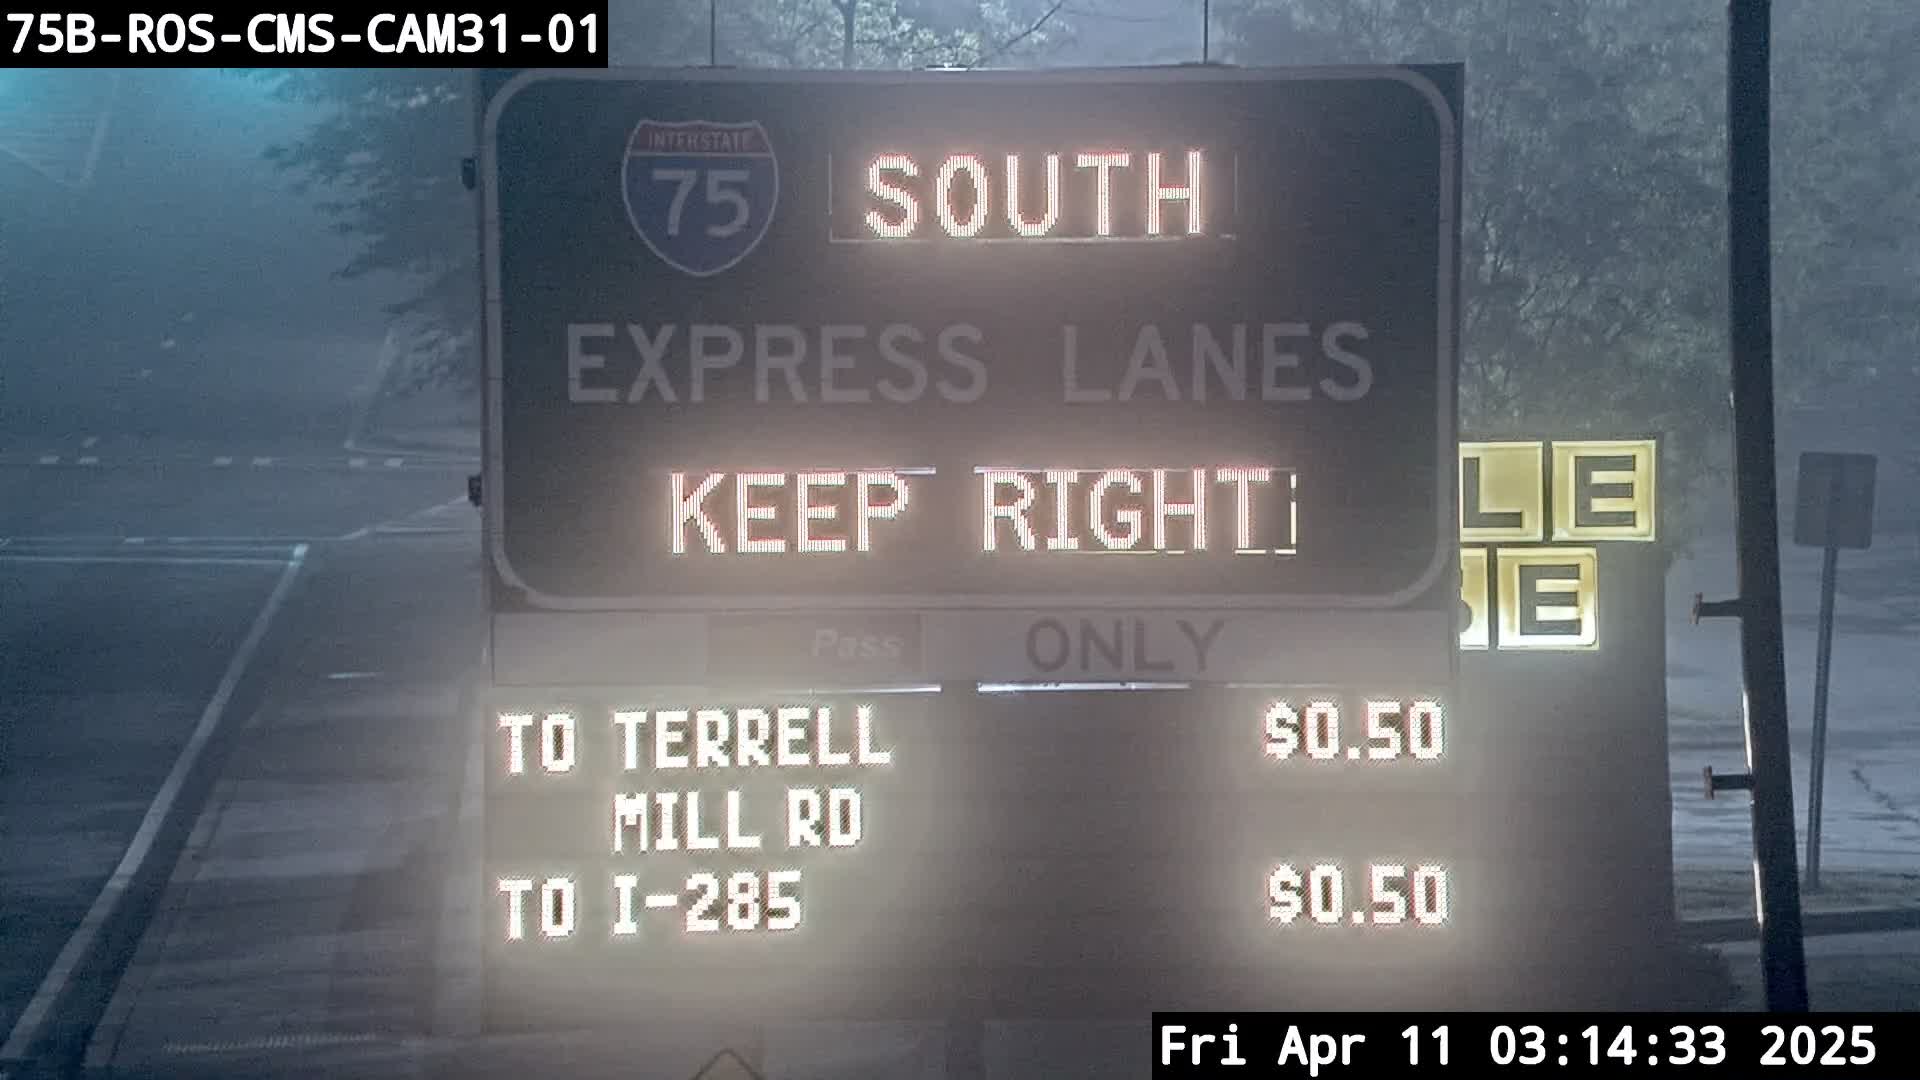 75B-ROS-CMS-CAM31-01
INTERSTATE
75
SOUTH
EXPRESS LANES
KEEP RIGHT
LE
E
Pass ONLY
TO TERRELL $0.50
MILL RD
TO I-285 $0.50
Fri Apr 11 03:14:33 2025